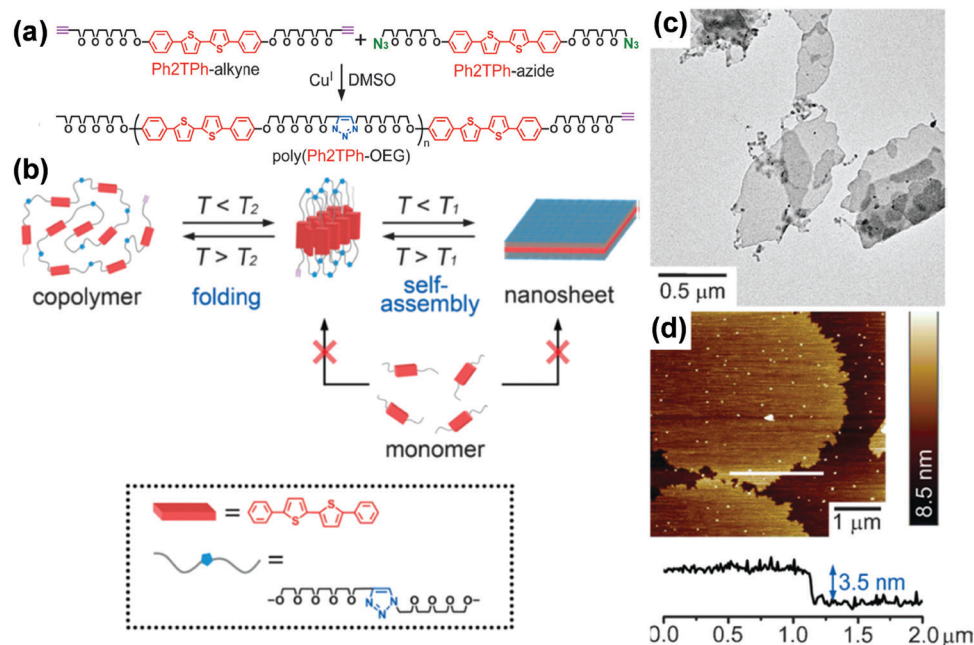 (a)
+
N3
N3
Ph2TPh-alkyne
Ph2TPh-azide
CuI DMSO
n
poly(Ph2TPh-OEG)
(b)
T < T2
T > T2
T < T1
T > T1
copolymer
folding
self-
assembly
nanosheet
monomer
=
=
(c)
0.5 μm
(d)
8.5 nm
1 μm
3.5 nm
0.0 0.5 1.0 1.5 2.0
μm